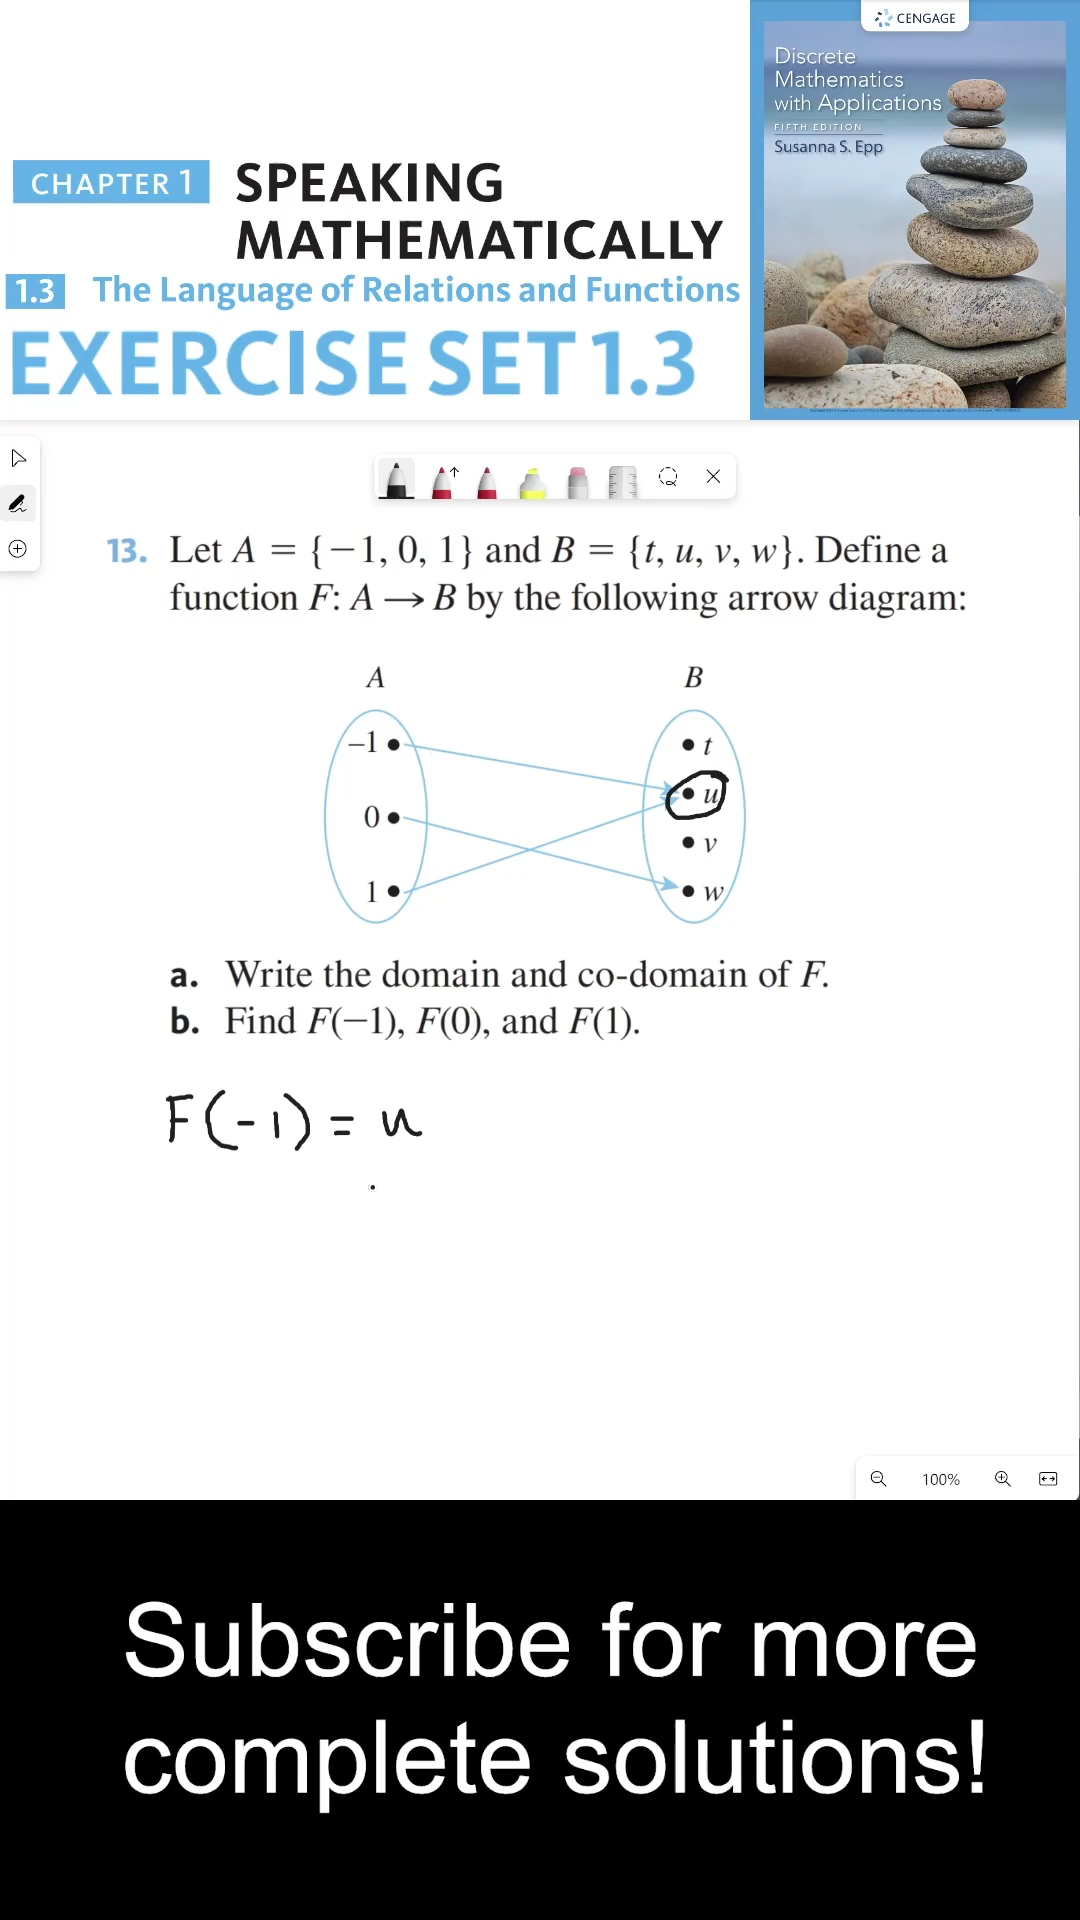 CENGAGE
Discrete
Mathematics
with Applications
FIFTH EDITION
Susanna S. Epp
CHAPTER 1 SPEAKING
MATHEMATICALLY
1.3 The Language of Relations and Functions
EXERCISE SET 1.3
13. Let A = {−1, 0, 1} and B = {t, u, v, w}. Define a
function F: A → B by the following arrow diagram:
A B
−1 • • t
• u
0 •
• v
1 • • w
a. Write the domain and co-domain of F.
b. Find F(−1), F(0), and F(1).
F(-1) = u
100%
Subscribe for more
complete solutions!